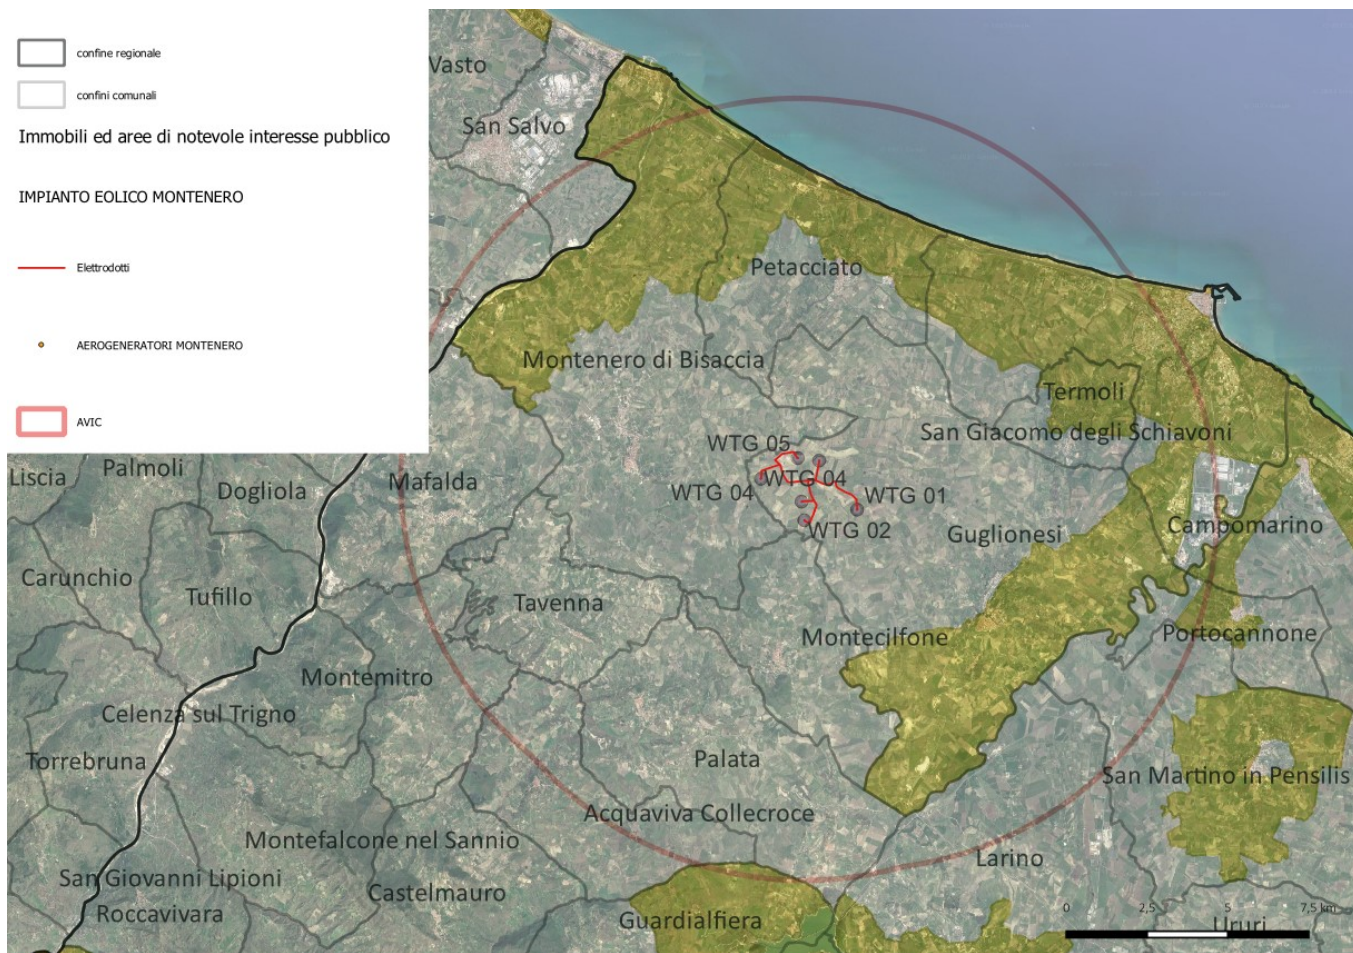 confine regionale
confini comunali
Immobili ed aree di notevole interesse pubblico
IMPIANTO EOLICO MONTENERO
Elettrodotti
AEROGENERATORI MONTENERO
AVIC
Vasto
San Salvo
Petacciato
Montenero di Bisaccia
Termoli
San Giacomo degli Schiavoni
WTG 05
Liscia
Palmoli
Dogliola
Mafalda
WTG 04
WTG 04
WTG 01
WTG 02
Guglionesi
Campomarino
Carunchio
Tufillo
Tavenna
Montecilfone
Portocannone
Montemitro
Celenza sul Trigno
Torrebruna
Palata
San Martino in Pensilis
Acquaviva Collecroce
Montefalcone nel Sannio
Larino
San Giovanni Lipioni
Castelmauro
Roccavivara
Guardialfiera
Ururi
0 2,5 5 7,5 km